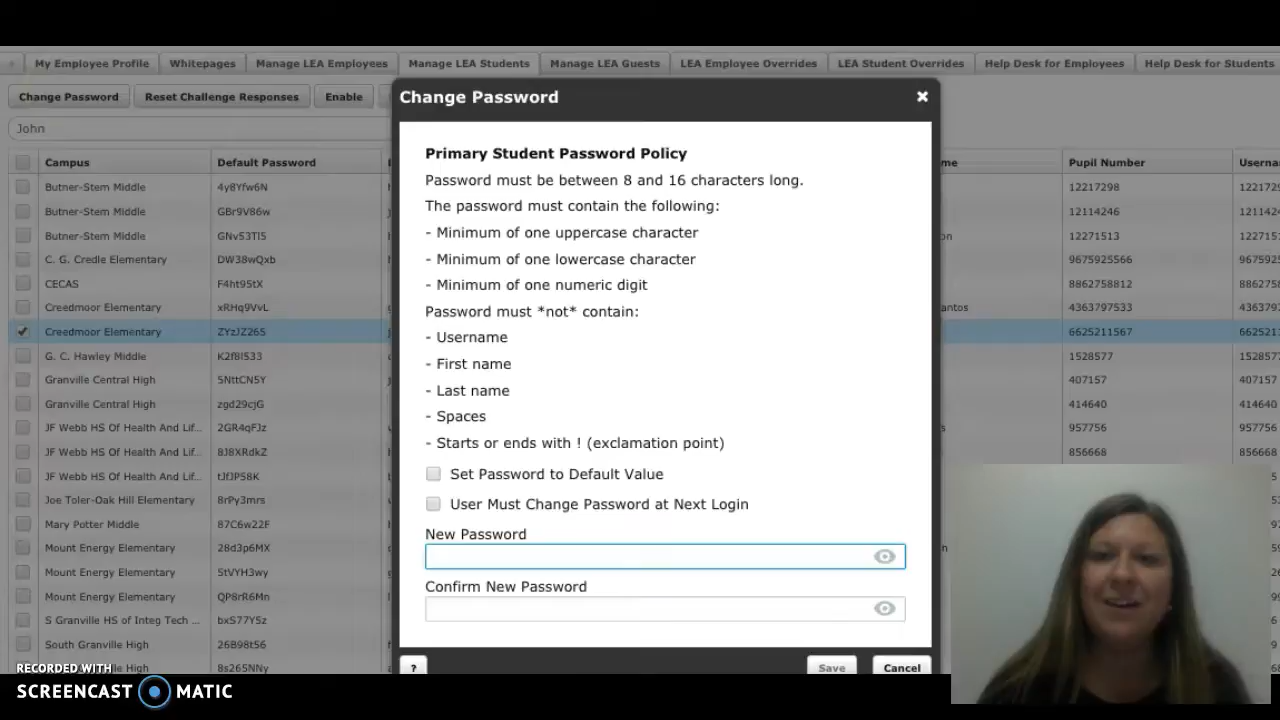 My Employee Profile Whitepages Manage LEA Employees Manage LEA Students Manage LEA Guests LEA Employee Overrides LEA Student Overrides Help Desk for Employees Help Desk for Students
Change Password Reset Challenge Responses Enable
Change Password
John
Campus Default Password Pupil Number
Butner-Stem Middle 4y8Yfw6N 12217298
Butner-Stem Middle GBr9V86w 12114246
Butner-Stem Middle 12271513
C. G. Credle Elementary DW38wQxb 9675925566
CECAS F4ht95tX 8862758812
Creedmoor Elementary xRHq9VvL 4363797533
Creedmoor Elementary ZYzJZ265 6625211567
G. C. Hawley Middle 1528577
Granville Central High 5NttCN5Y 407157
Granville Central High zgd29cjG 414640
JF Webb HS Of Health And Lif... 2GR4qFJz 957756
JF Webb HS Of Health And Lif... 8J8XRdkZ 856668
JF Webb HS Of Health And Lif... tJfJP58K
Joe Toler-Oak Hill Elementary 8rPy3mrs
Mary Potter Middle 87C6w22F
Mount Energy Elementary 28d3p6MX
Mount Energy Elementary 5tVYH3wy
Mount Energy Elementary QP8rR6Mn
S Granville HS of Integ Tech ... bxS77Y5z
South Granville High 26B98t56
8s265NNy
Primary Student Password Policy
Password must be between 8 and 16 characters long.
The password must contain the following:
- Minimum of one uppercase character
- Minimum of one lowercase character
- Minimum of one numeric digit
Password must *not* contain:
- Username
- First name
- Last name
- Spaces
- Starts or ends with ! (exclamation point)
Set Password to Default Value
User Must Change Password at Next Login
New Password
Confirm New Password
? Save Cancel
RECORDED WITH
SCREENCAST MATIC